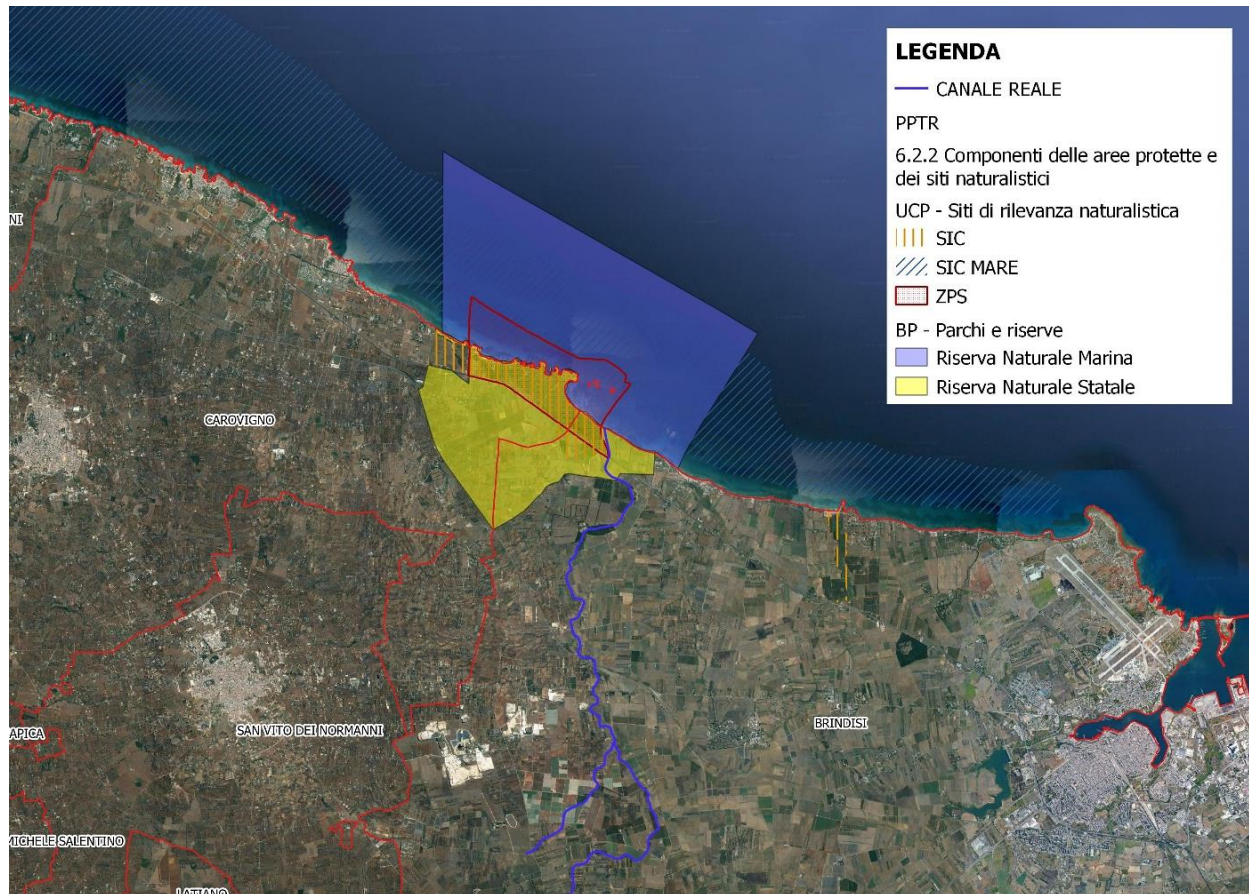 LEGENDA
CANALE REALE
PPTR
6.2.2 Componenti delle aree protette e
dei siti naturalistici
UCP - Siti di rilevanza naturalistica
SIC
SIC MARE
ZPS
BP - Parchi e riserve
Riserva Naturale Marina
Riserva Naturale Statale
NI
CAROVIGNO
SAN VITO DEI NORMANNI
BRINDISI
APICA
MICHELE SALENTINO
LATIANO